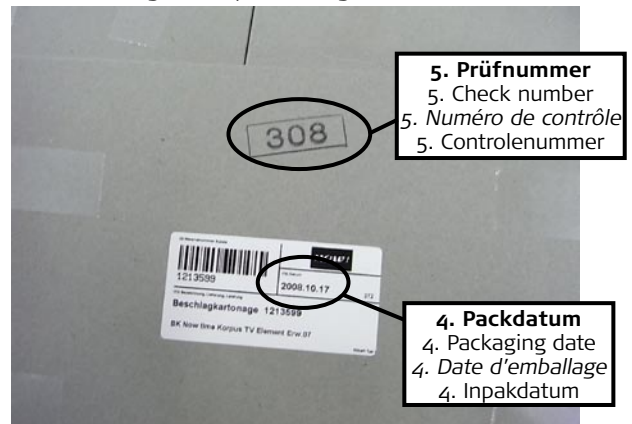 5. Prüfnummer
5. Check number
5. Numéro de contrôle
5. Controlenummer
308
1213599
2008.10.17
Beschlagkartonage 1213599
BK Now time Korpus TV Element Erw.07
4. Packdatum
4. Packaging date
4. Date d'emballage
4. Inpakdatum